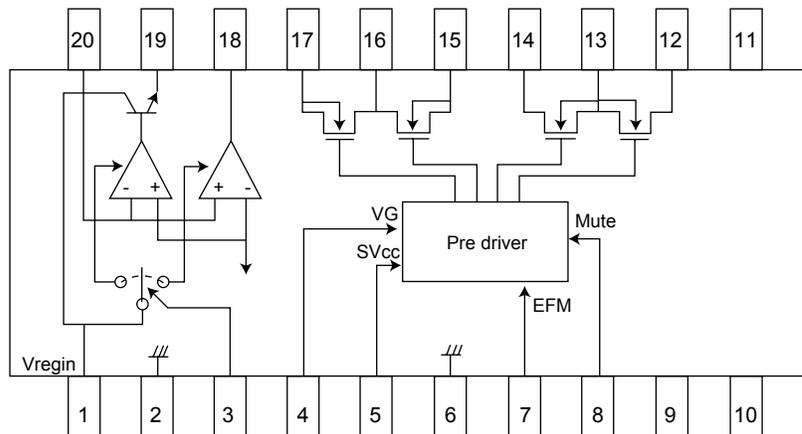 20 19 18 17 16 15 14 13 12 11
- + + -
VG
Mute
SVcc
Pre driver
EFM
Vregin
1 2 3 4 5 6 7 8 9 10